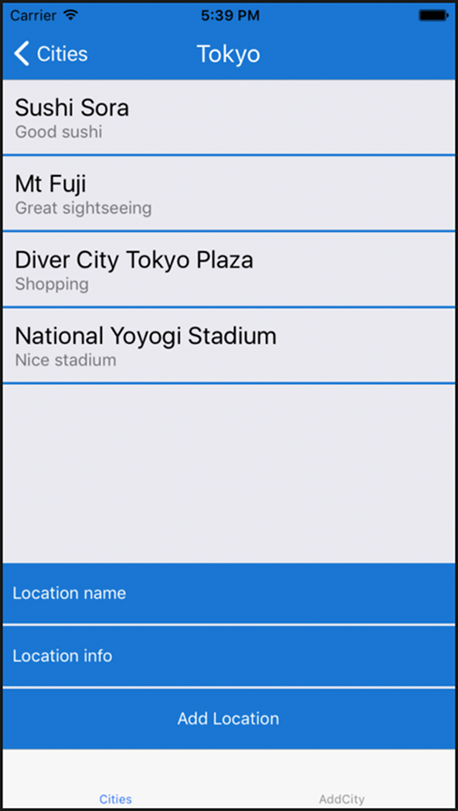 Carrier 5:39 PM
Cities Tokyo
Sushi Sora
Good sushi
Mt Fuji
Great sightseeing
Diver City Tokyo Plaza
Shopping
National Yoyogi Stadium
Nice stadium
Location name
Location info
Add Location
Cities AddCity